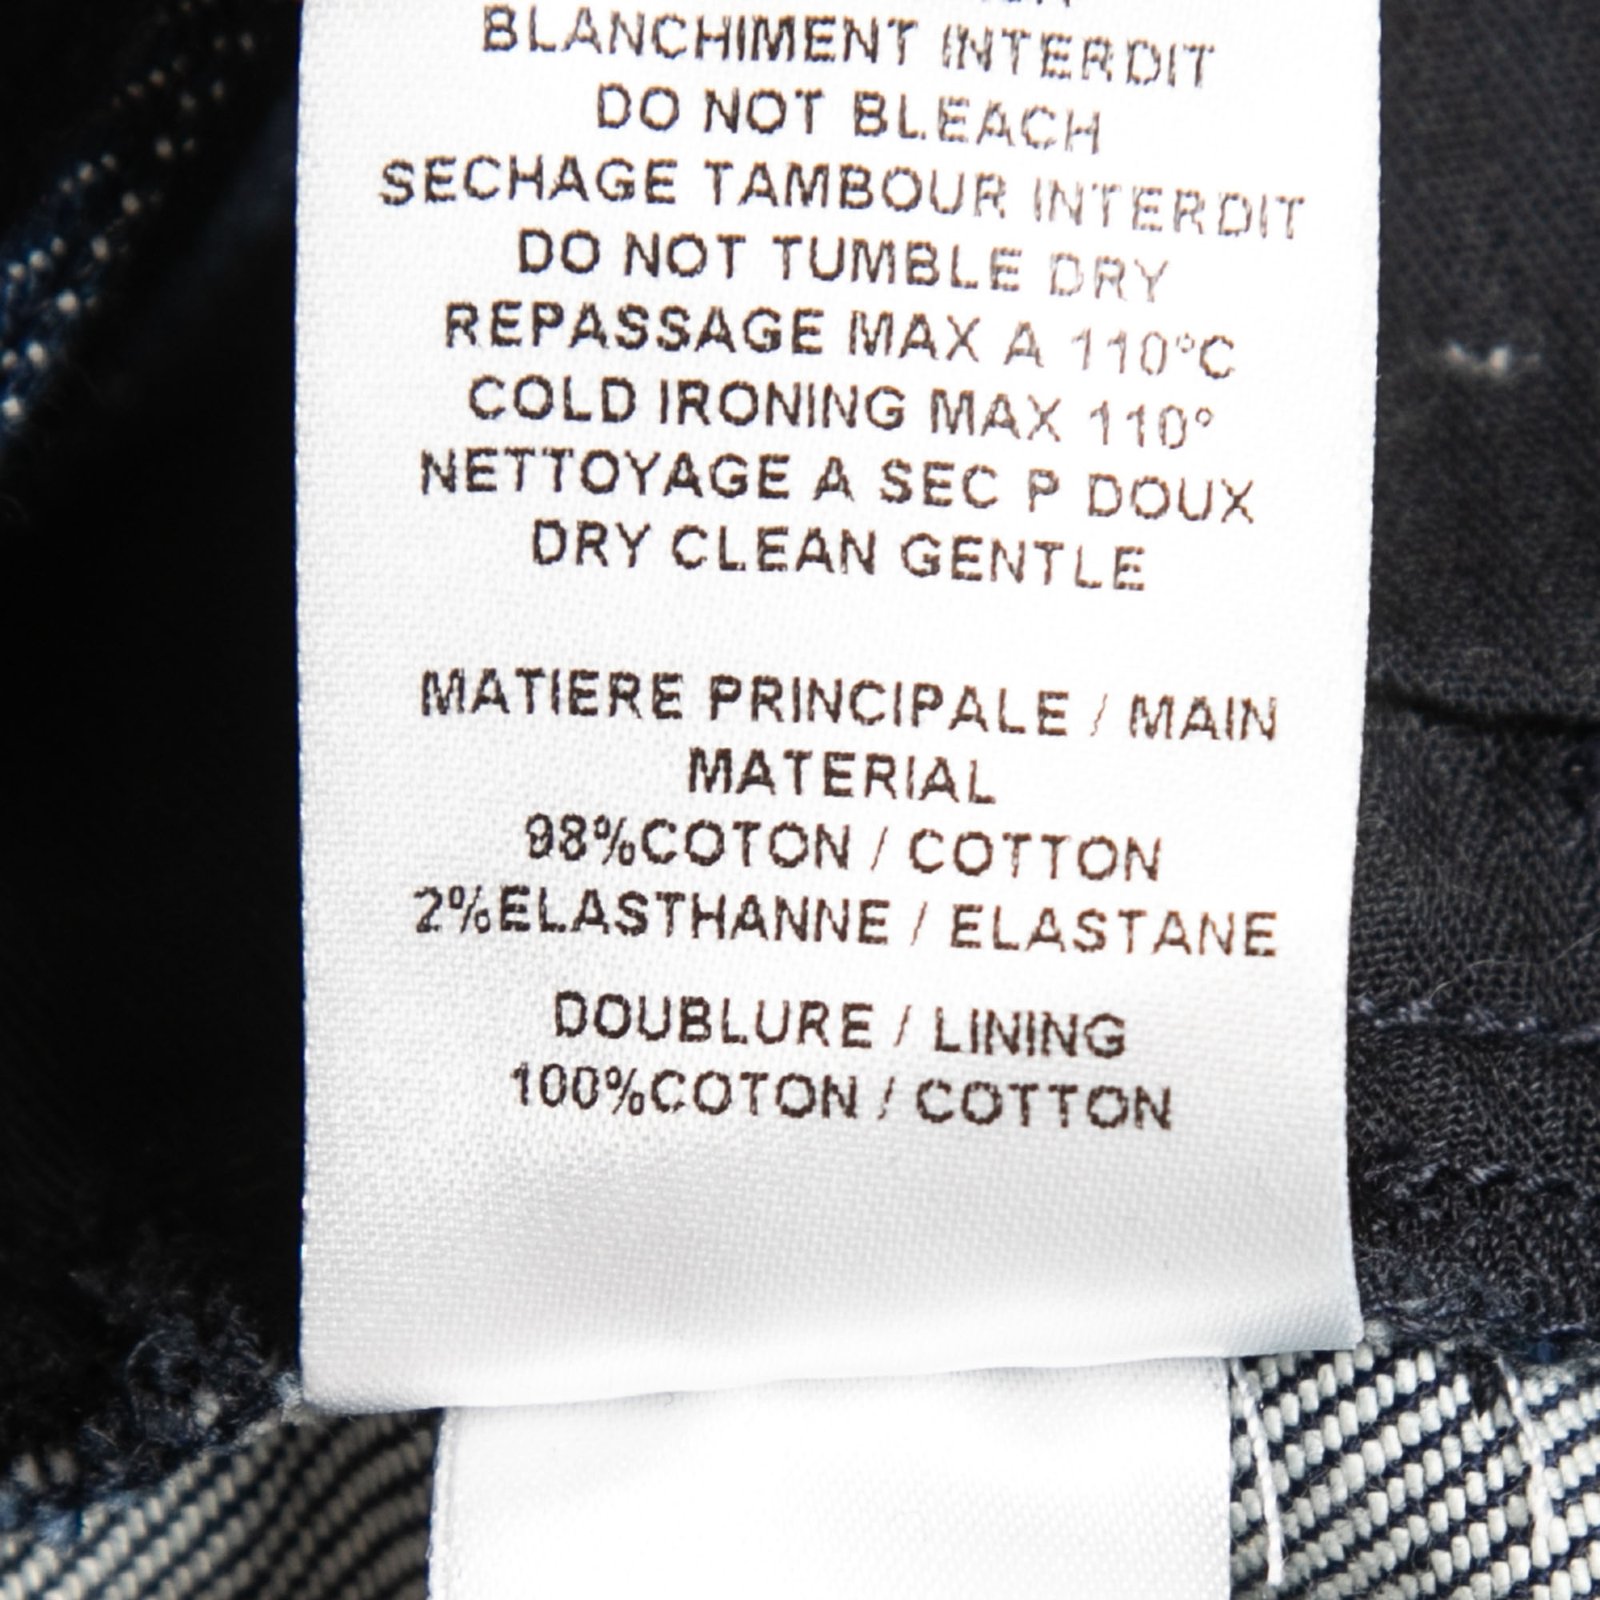 BLANCHIMENT INTERDIT
DO NOT BLEACH
SECHAGE TAMBOUR INTERDIT
DO NOT TUMBLE DRY
REPASSAGE MAX A 110°C
COLD IRONING MAX 110°
NETTOYAGE A SEC P DOUX
DRY CLEAN GENTLE
MATIERE PRINCIPALE / MAIN
MATERIAL
98%COTON / COTTON
2%ELASTHANNE / ELASTANE
DOUBLURE / LINING
100%COTON / COTTON